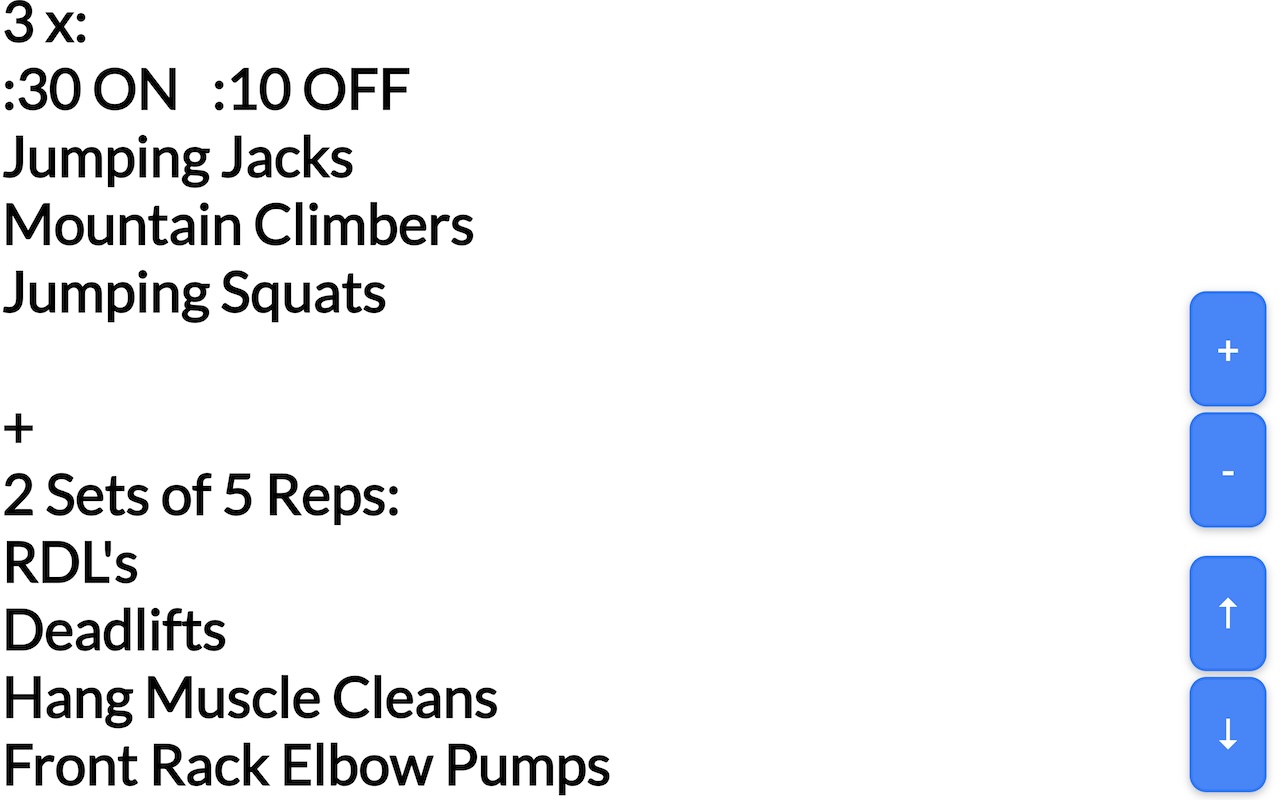 3 x:
:30 ON   :10 OFF
Jumping Jacks
Mountain Climbers
Jumping Squats
+
2 Sets of 5 Reps:
RDL's
Deadlifts
Hang Muscle Cleans
Front Rack Elbow Pumps
+
-
↑
↓